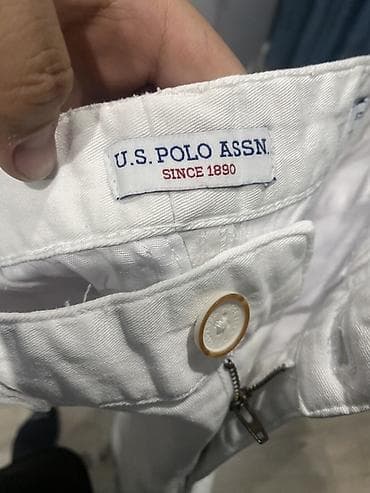 U.S. POLO ASSN.
SINCE 1890